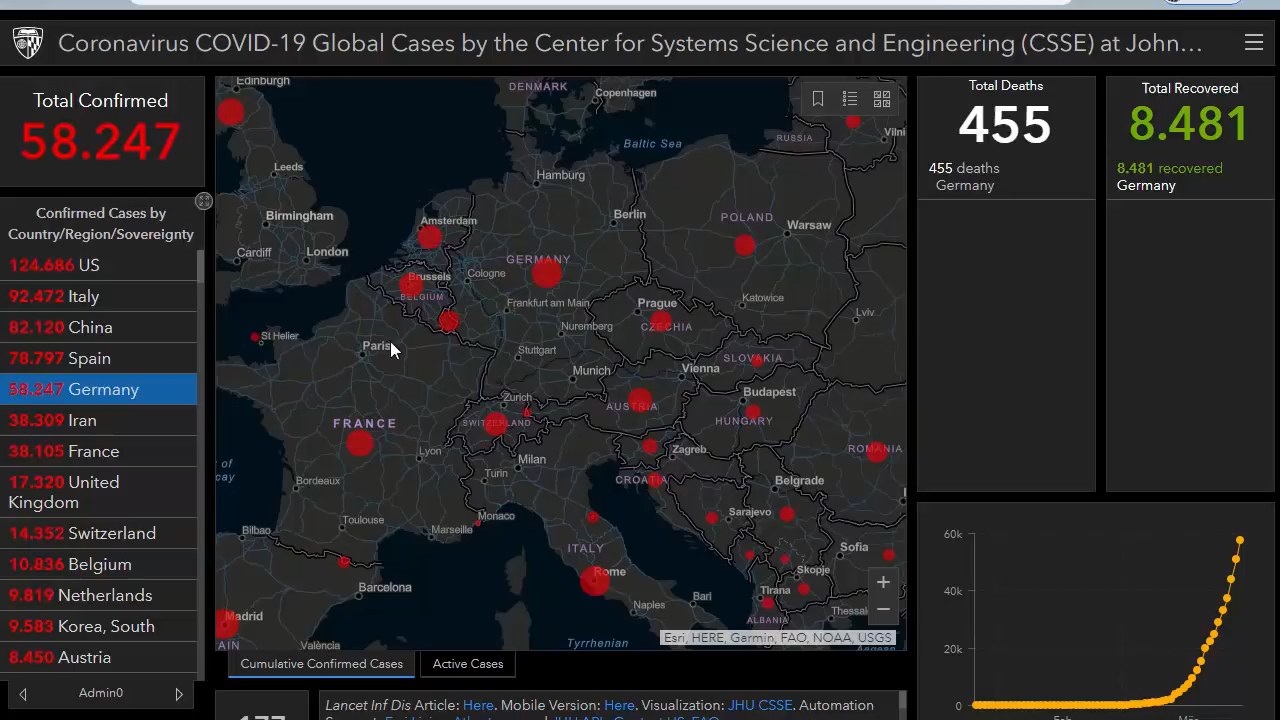 Coronavirus COVID-19 Global Cases by the Center for Systems Science and Engineering (CSSE) at John…
Total Confirmed
58.247
Confirmed Cases by
Country/Region/Sovereignty
124.686 US
92.472 Italy
82.120 China
78.797 Spain
58.247 Germany
38.309 Iran
38.105 France
17.320 United
Kingdom
14.352 Switzerland
10.836 Belgium
9.819 Netherlands
9.583 Korea, South
8.450 Austria
Admin0
Edinburgh
DENMARK
Copenhagen
RUSSIA
Vilni
Baltic Sea
Leeds
Hamburg
Birmingham
Amsterdam
Berlin
POLAND
Warsaw
Cardiff
London
GERMANY
Brussels
Cologne
BELGIUM
Frankfurt am Main
Prague
Katowice
Lviv
CZECHIA
Nuremberg
St Helier
Paris
Stuttgart
SLOVAKIA
Munich
Vienna
Zurich
Budapest
AUSTRIA
FRANCE
SWITZERLAND
HUNGARY
Lyon
Milan
Zagreb
ROMANIA
of
cay
Turin
Bordeaux
CROATIA
Belgrade
Toulouse
Monaco
Sarajevo
Bilbao
Marseille
ITALY
Sofia
Rome
Skopje
Barcelona
Tirana
Naples
Bari
Madrid
ALBANIA
Thessal
AIN
València
Tyrrhenian
Aegean
Esri, HERE, Garmin, FAO, NOAA, USGS
Cumulative Confirmed Cases
Active Cases
Lancet Inf Dis Article: Here. Mobile Version: Here. Visualization: JHU CSSE. Automation
Total Deaths
455
455 deaths
Germany
Total Recovered
8.481
8.481 recovered
Germany
60k
40k
20k
0